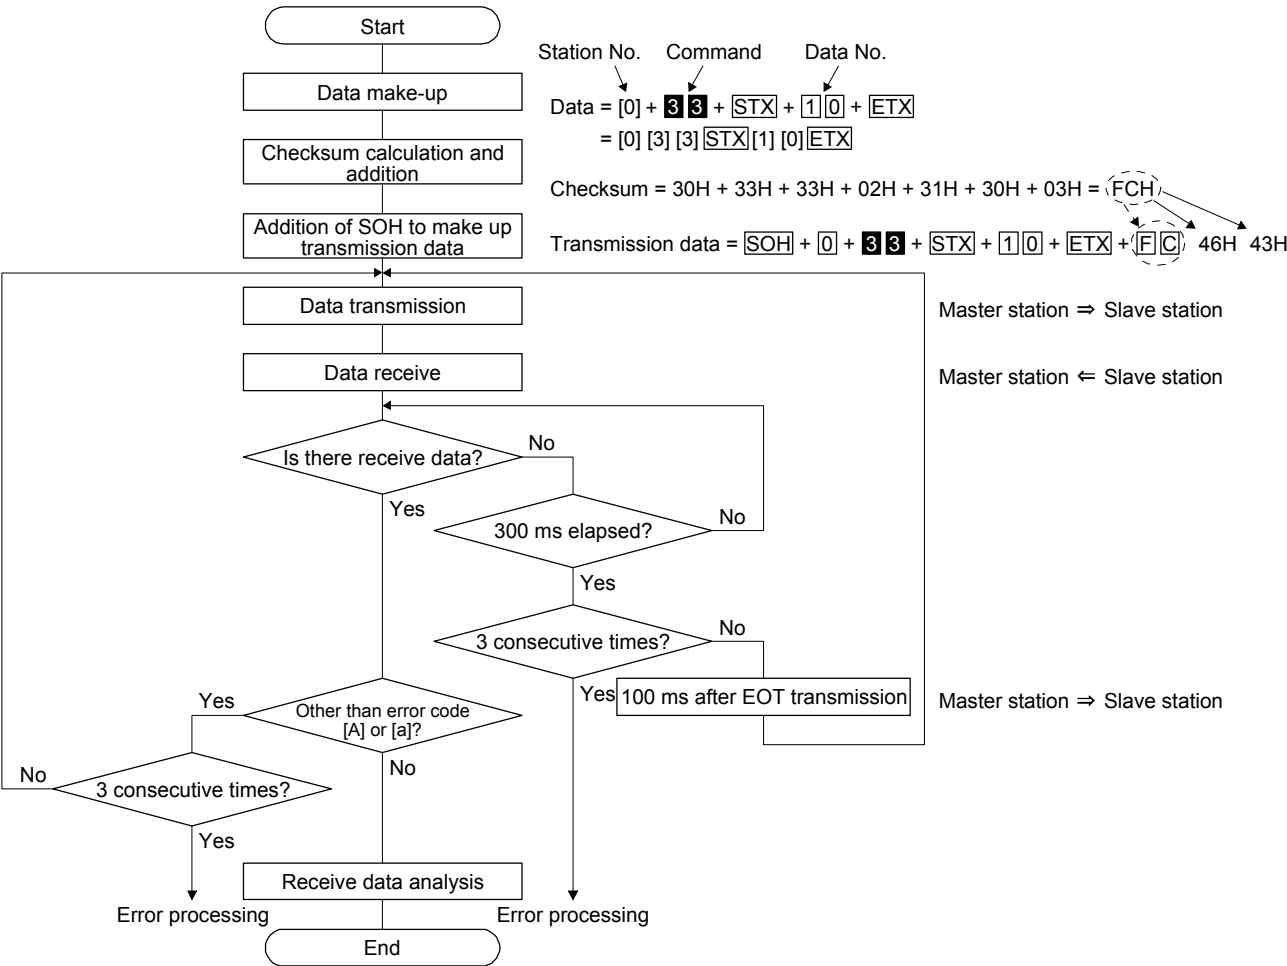 Start
Station No. Command Data No.
Data make-up
Data = [0] + 3 3 + STX + 1 0 + ETX
= [0] [3] [3] STX [1] [0] ETX
Checksum calculation and
addition
Checksum = 30H + 33H + 33H + 02H + 31H + 30H + 03H = FCH
Addition of SOH to make up
transmission data
Transmission data = SOH + 0 + 3 3 + STX + 1 0 + ETX + F C 46H 43H
Data transmission
Master station ⇒ Slave station
Data receive
Master station ⇐ Slave station
Is there receive data?
No
Yes
300 ms elapsed?
No
Yes
3 consecutive times?
No
Yes
100 ms after EOT transmission
Master station ⇒ Slave station
Other than error code
[A] or [a]?
Yes
No
3 consecutive times?
No
Yes
Receive data analysis
Error processing
Error processing
End